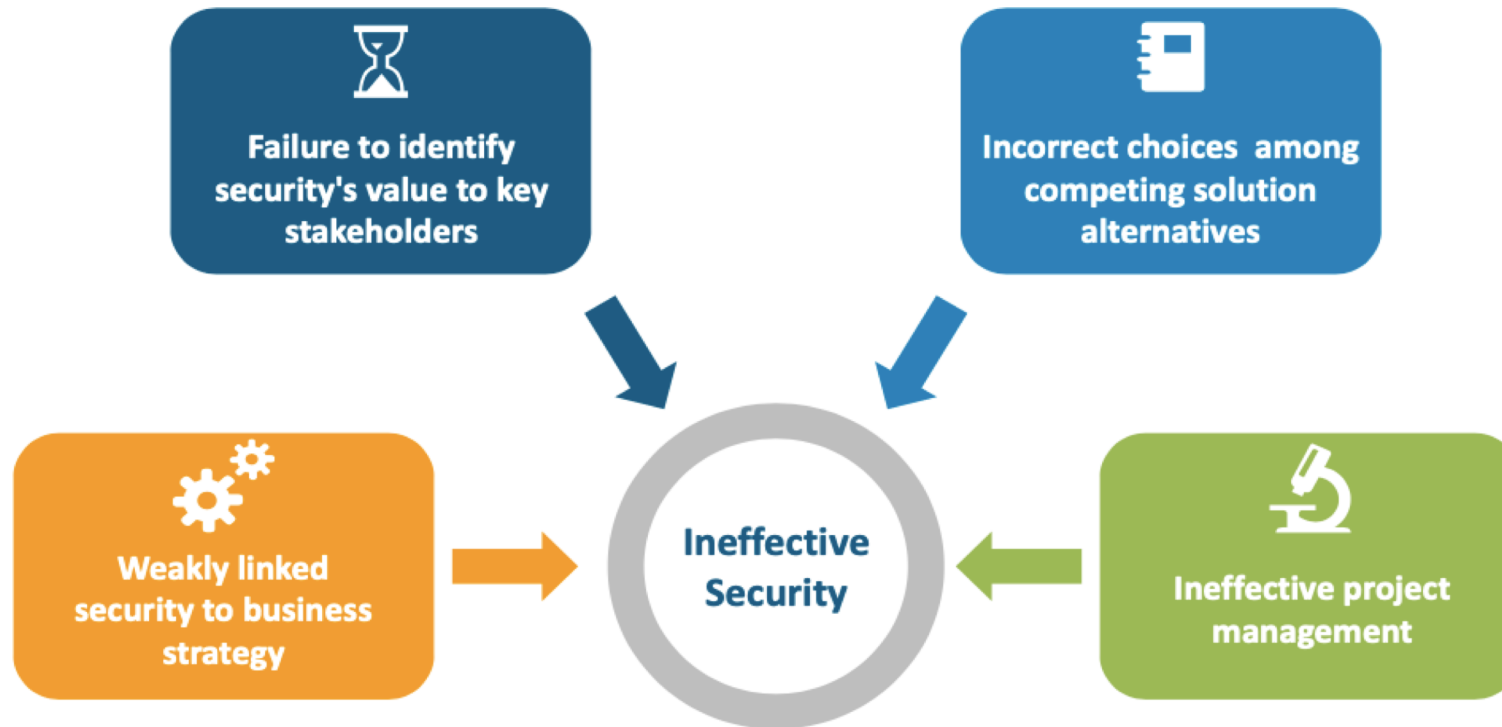 Failure to identify
security's value to key
stakeholders
Incorrect choices  among
competing solution
alternatives
Weakly linked
security to business
strategy
Ineffective
Security
Ineffective project
management